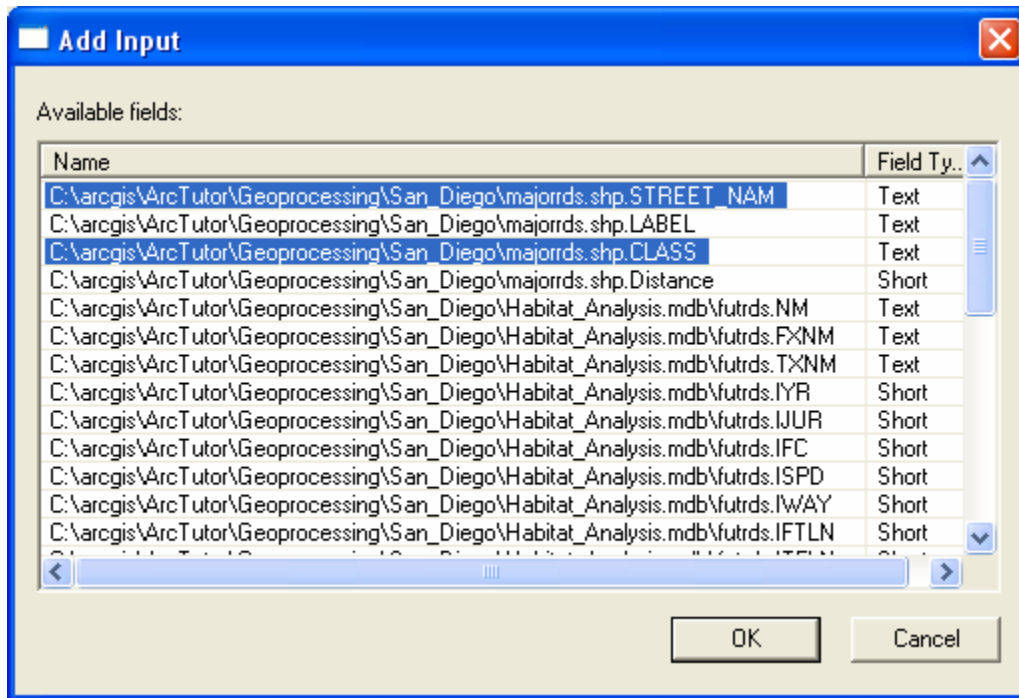 Add Input
Available fields:
Name Field Ty..
C:\arcgis\ArcTutor\Geoprocessing\San_Diego\majorrds.shp.STREET_NAM Text
C:\arcgis\ArcTutor\Geoprocessing\San_Diego\majorrds.shp.LABEL Text
C:\arcgis\ArcTutor\Geoprocessing\San_Diego\majorrds.shp.CLASS Text
C:\arcgis\ArcTutor\Geoprocessing\San_Diego\majorrds.shp.Distance Short
C:\arcgis\ArcTutor\Geoprocessing\San_Diego\Habitat_Analysis.mdb\futrds.NM Text
C:\arcgis\ArcTutor\Geoprocessing\San_Diego\Habitat_Analysis.mdb\futrds.FXNM Text
C:\arcgis\ArcTutor\Geoprocessing\San_Diego\Habitat_Analysis.mdb\futrds.TXNM Text
C:\arcgis\ArcTutor\Geoprocessing\San_Diego\Habitat_Analysis.mdb\futrds.IYR Short
C:\arcgis\ArcTutor\Geoprocessing\San_Diego\Habitat_Analysis.mdb\futrds.IJUR Short
C:\arcgis\ArcTutor\Geoprocessing\San_Diego\Habitat_Analysis.mdb\futrds.IFC Short
C:\arcgis\ArcTutor\Geoprocessing\San_Diego\Habitat_Analysis.mdb\futrds.ISPD Short
C:\arcgis\ArcTutor\Geoprocessing\San_Diego\Habitat_Analysis.mdb\futrds.IWAY Short
C:\arcgis\ArcTutor\Geoprocessing\San_Diego\Habitat_Analysis.mdb\futrds.IFTLN Short
OK Cancel